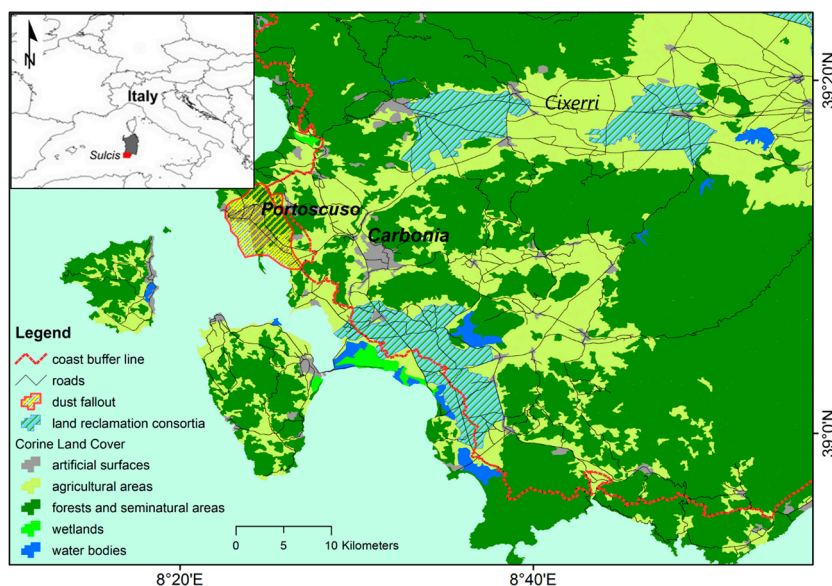 N
Italy
Sulcis
Cixerri
Portoscuso
Carbonia
39°20'N
39°0'N
Legend
coast buffer line
roads
dust fallout
land reclamation consortia
Corine Land Cover
artificial surfaces
agricultural areas
forests and seminatural areas
wetlands
water bodies
0 5 10 Kilometers
8°20'E 8°40'E